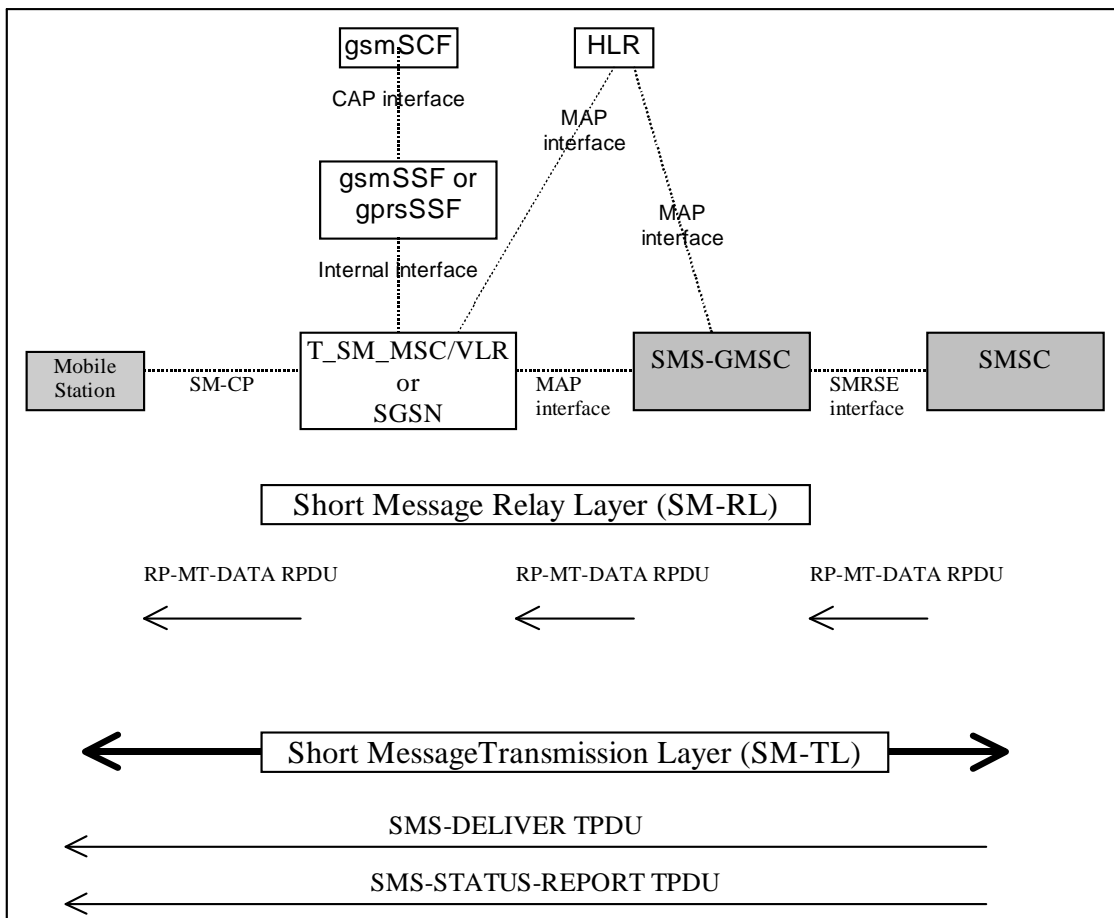 gsmSCF
HLR
CAP interface
MAP
interface
gsmSSF or
gprsSSF
MAP
interface
Internal Interface
T_SM_MSC/VLR
or
SGSN
SMS-GMSC
SMSC
Mobile
Station
SM-CP
MAP
interface
SMRSE
interface
Short Message Relay Layer (SM-RL)
RP-MT-DATA RPDU
RP-MT-DATA RPDU
RP-MT-DATA RPDU
Short MessageTransmission Layer (SM-TL)
SMS-DELIVER TPDU
SMS-STATUS-REPORT TPDU